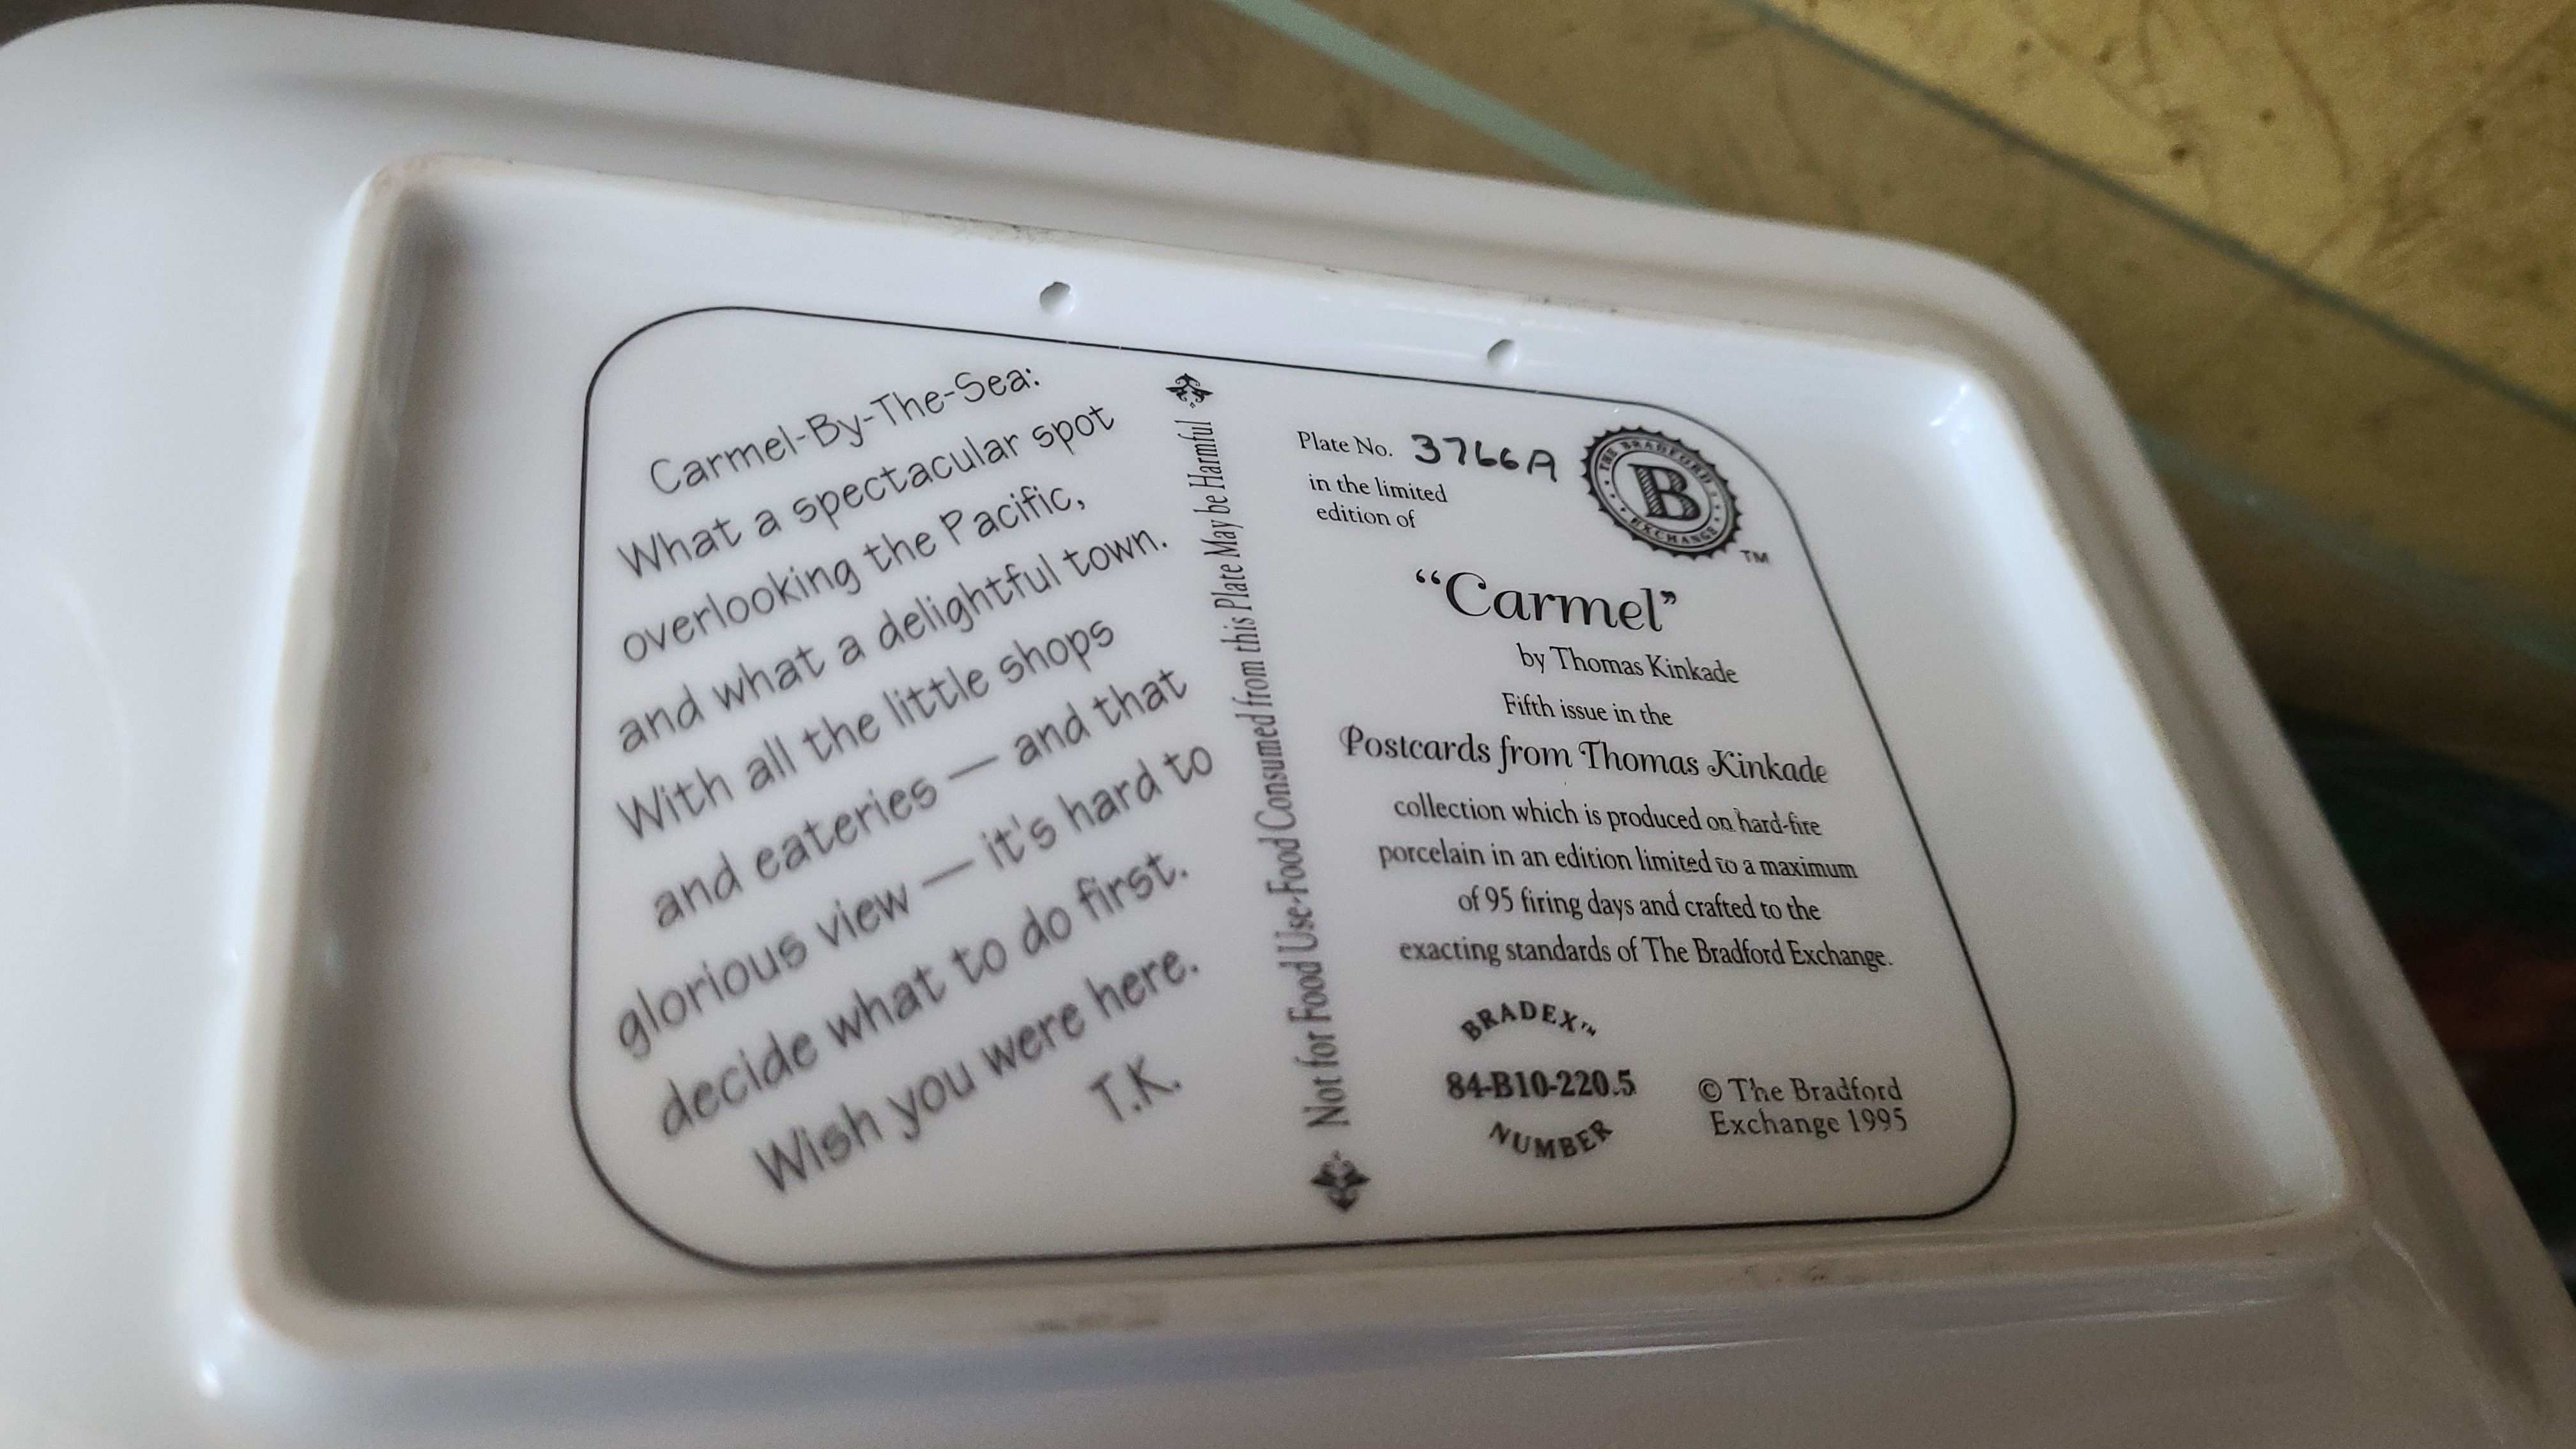 Carmel-By-The-Sea:
What a spectacular spot
overlooking the Pacific,
and what a delightful town.
With all the little shops
and eateries — and that
glorious view — it's hard to
decide what to do first.
Wish you were here.
T.K.
Not for Food Use-Food Consumed from this Plate May be Harmful
Plate No. 3766A
in the limited
edition of
THE BRADFORD
B
EXCHANGE
TM
“Carmel”
by Thomas Kinkade
Fifth issue in the
Postcards from Thomas Kinkade
collection which is produced on hard-fire
porcelain in an edition limited to a maximum
of 95 firing days and crafted to the
exacting standards of The Bradford Exchange.
BRADEX™
84-B10-220.5
NUMBER
© The Bradford
Exchange 1995